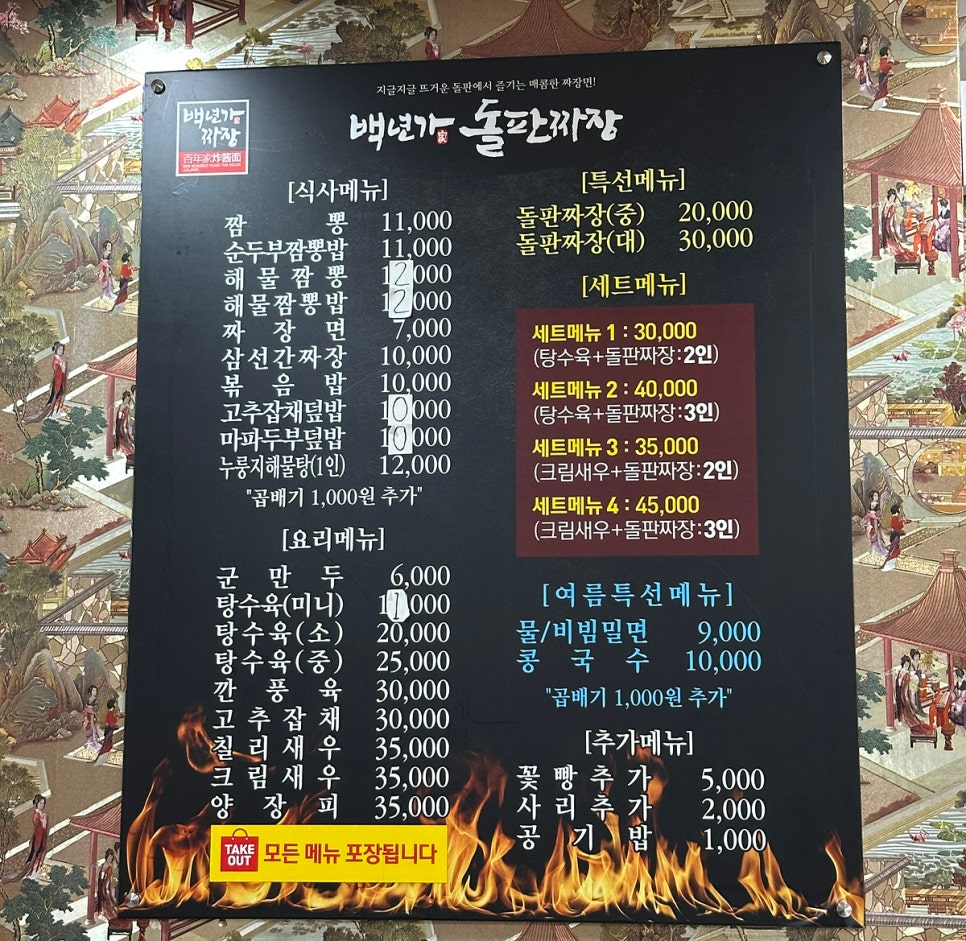 지글지글 뜨거운 돌판에서 즐기는 매콤한 짜장면!
백년가
짜장
百年家炸醬面
백년가 家 돌판짜장
[식사메뉴]
짬뽕 11,000
순두부짬뽕밥 11,000
해물짬뽕 12,000
해물짬뽕밥 12,000
짜장면 7,000
삼선간짜장 10,000
볶음밥 10,000
고추잡채덮밥 10,000
마파두부덮밥 10,000
누룽지해물탕(1인) 12,000
"곱배기 1,000원 추가"
[요리메뉴]
군만두 6,000
탕수육(미니) 11,000
탕수육(소) 20,000
탕수육(중) 25,000
깐풍육 30,000
고추잡채 30,000
칠리새우 35,000
크림새우 35,000
양장피 35,000
TAKE
OUT
모든 메뉴 포장됩니다
[특선메뉴]
돌판짜장(중) 20,000
돌판짜장(대) 30,000
[세트메뉴]
세트메뉴 1 : 30,000
(탕수육+돌판짜장:2인)
세트메뉴 2 : 40,000
(탕수육+돌판짜장:3인)
세트메뉴 3 : 35,000
(크림새우+돌판짜장:2인)
세트메뉴 4 : 45,000
(크림새우+돌판짜장:3인)
[여름특선메뉴]
물/비빔밀면 9,000
콩국수 10,000
"곱배기 1,000원 추가"
[추가메뉴]
꽃빵추가 5,000
사리추가 2,000
공기밥 1,000